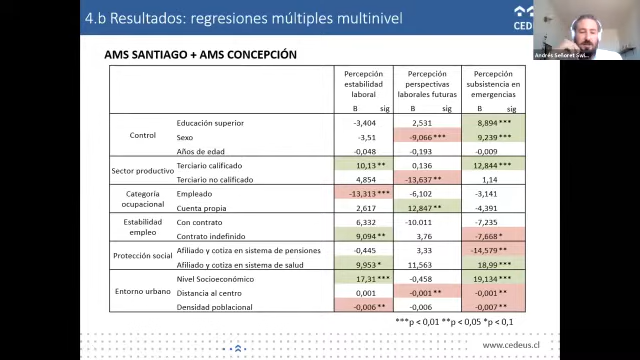 4.b Resultados: regresiones múltiples multinivel
CEDE
Andrés Señoret Swi...
AMS SANTIAGO + AMS CONCEPCIÓN
Percepción estabilidad laboral Percepción perspectivas laborales futuras Percepción subsistencia en emergencias
B sig B sig B sig
Control Educación superior -3,404 2,531 8,894 ***
Sexo -3,51 -9,066 *** 9,239 ***
Años de edad -0,048 -0,193 -0,009
Sector productivo Terciario calificado 10,13 ** 0,136 12,844 ***
Terciario no calificado 4,854 -13,637 ** 1,14
Categoría ocupacional Empleado -13,313 *** -6,102 -3,141
Cuenta propia 2,617 12,847 ** -4,391
Estabilidad empleo Con contrato 6,332 -10.011 -7,235
Contrato indefinido 9,094 ** 3,76 -7,668 *
Protección social Afiliado y cotiza en sistema de pensiones -0,445 3,33 -14,579 **
Afiliado y cotiza en sistema de salud 9,953 * 11,563 18,99 ***
Entorno urbano Nivel Socioeconómico 17,31 *** -0,458 19,134 ***
Distancia al centro 0,001 -0,001 ** -0,001 **
Densidad poblacional -0,006 ** -0,006 -0,007 **
***p < 0,01 **p < 0,05 *p < 0,1
www.cedeus.cl